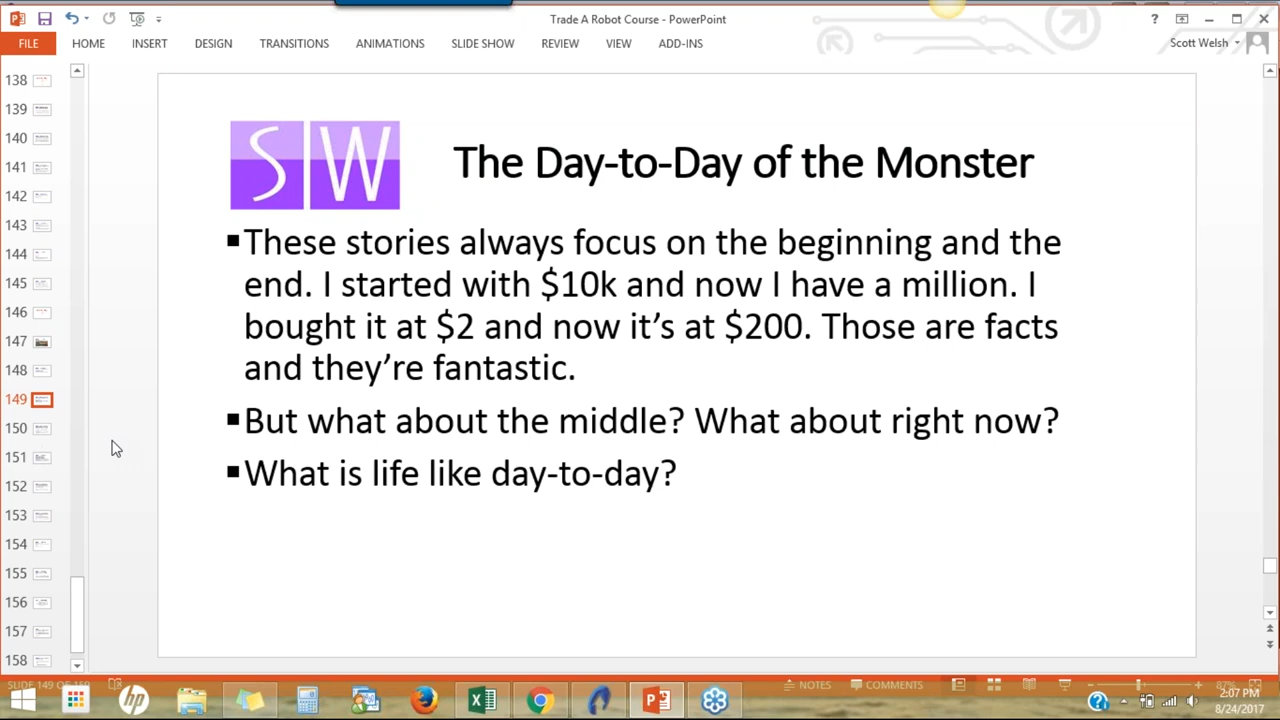 Trade A Robot Course - PowerPoint
?
FILE HOME INSERT DESIGN TRANSITIONS ANIMATIONS SLIDE SHOW REVIEW VIEW ADD-INS Scott Welsh
138
139
140
141
142
143
144
145
146
147
148
149
150
151
152
153
154
155
156
157
158
SW
The Day-to-Day of the Monster
▪These stories always focus on the beginning and the
end. I started with $10k and now I have a million. I
bought it at $2 and now it’s at $200. Those are facts
and they’re fantastic.
▪But what about the middle? What about right now?
▪What is life like day-to-day?
NOTES COMMENTS 87%
hp
2:07 PM
8/24/2017